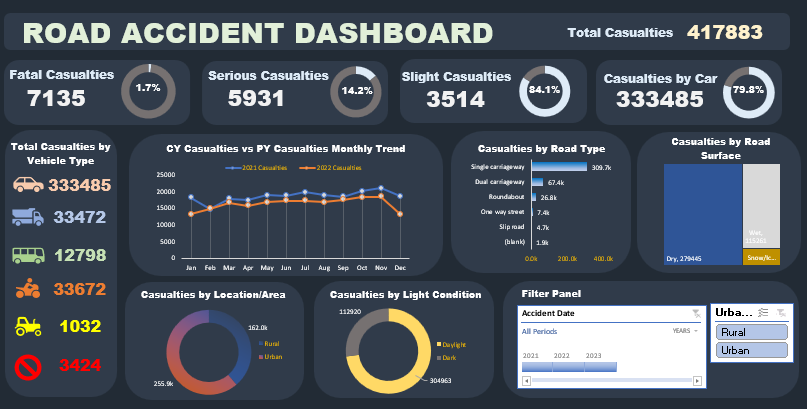 ROAD ACCIDENT DASHBOARD
Total Casualties 417883
Fatal Casualties
7135
1.7%
Serious Casualties
5931
14.2%
Slight Casualties
3514
84.1%
Casualties by Car
333485
79.8%
Total Casualties by
Vehicle Type
333485
33472
12798
33672
1032
3424
CY Casualties vs PY Casualties Monthly Trend
2021 Casualties 2022 Casualties
25000
20000
15000
10000
5000
0
Jan Feb Mar Apr May Jun Jul Aug Sep Oct Nov Dec
Casualties by Road Type
Single carriageway 309.7k
Dual carriageway 67.4k
Roundabout 26.8k
One way street 7.4k
Slip road 4.7k
(blank) 1.9k
0.0k 200.0k 400.0k
Casualties by Road
Surface
Wet,
115261
Dry, 279445
Snow/Ic...
Casualties by Location/Area
162.0k
Rural
Urban
255.9k
Casualties by Light Condition
112920
Daylight
Dark
304963
Filter Panel
Accident Date
All Periods YEARS
2021 2022 2023
Urba...
Rural
Urban